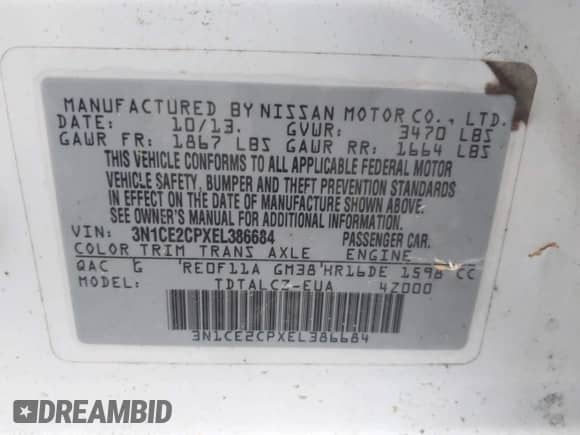 MANUFACTURED BY NISSAN MOTOR CO., LTD.
DATE: 10/13. GVWR: 3470 LBS
GAWR FR: 1867 LBS GAWR RR: 1664 LBS
THIS VEHICLE CONFORMS TO ALL APPLICABLE FEDERAL MOTOR
VEHICLE SAFETY, BUMPER AND THEFT PREVENTION STANDARDS
IN EFFECT ON THE DATE OF MANUFACTURE SHOWN ABOVE.
SEE OWNER'S MANUAL FOR ADDITIONAL INFORMATION.
VIN: 3N1CE2CPXEL386684 PASSENGER CAR.
COLOR TRIM TRANS AXLE ENGINE
QAC G RE0F11A GM38 HR16DE 1598 CC
MODEL: TDTALCZ-EUA 4Z000
3N1CE2CPXEL386684
DREAMBID